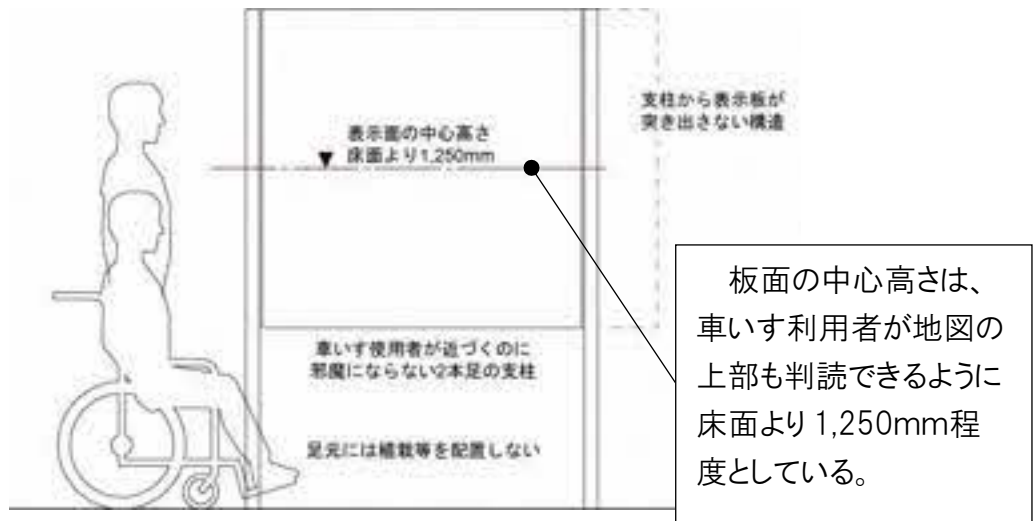 支柱から表示板が
突き出さない構造
表示面の中心高さ
床面より1,250mm
板面の中心高さは、
車いす利用者が地図の
上部も判読できるように
床面より1,250mm程
度としている。
車いす使用者が近づくのに
邪魔にならない2本足の支柱
足元には植栽等を配置しない